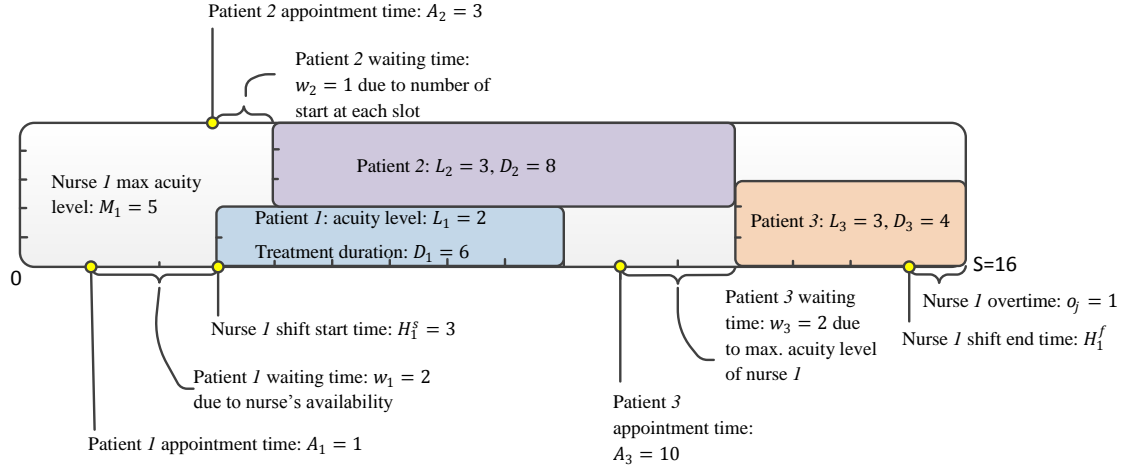 Patient 2 appointment time: A₂ = 3
Patient 2 waiting time:
w₂ = 1 due to number of
start at each slot
Nurse 1 max acuity
level: M₁ = 5
Patient 2: L₂ = 3, D₂ = 8
Patient 1: acuity level: L₁ = 2
Treatment duration: D₁ = 6
Patient 3: L₃ = 3, D₃ = 4
0
S=16
Nurse 1 shift start time: H₁ˢ = 3
Patient 1 waiting time: w₁ = 2
due to nurse's availability
Patient 1 appointment time: A₁ = 1
Patient 3 waiting
time: w₃ = 2 due
to max. acuity level
of nurse 1
Patient 3
appointment time:
A₃ = 10
Nurse 1 overtime: oⱼ = 1
Nurse 1 shift end time: H₁ᶠ